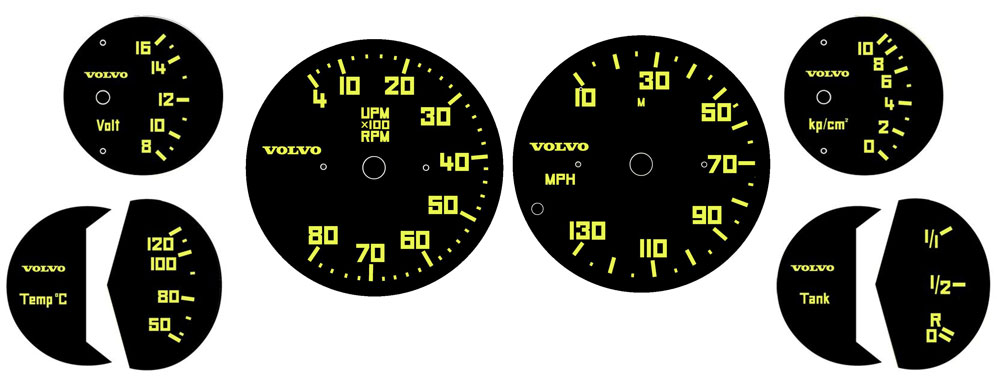 16
14
VOLVO
12
Volt
10
8
4 10 20
UPM
×100
RPM
30
VOLVO
40
50
80 70 60
10 30
M
50
VOLVO
70
MPH
90
130 110
10
8
VOLVO
6
4
kp/cm²
2
0
120
100
VOLVO
80
Temp°C
50
1/1
VOLVO
1/2
Tank
R
0